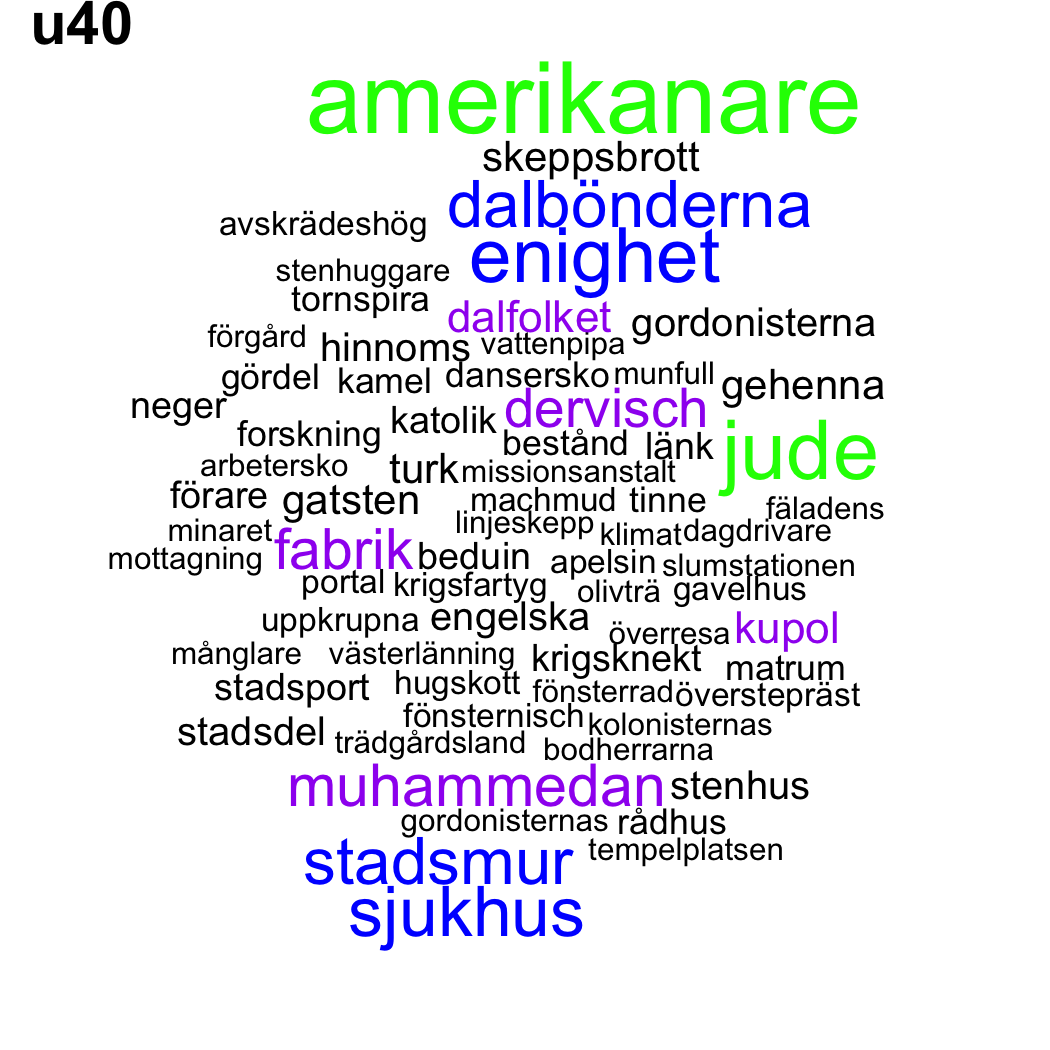 u40
amerikanare
skeppsbrott
avskrädeshög dalbönderna
stenhuggare enighet
tornspira
dalfolket gordonisterna
förgård hinnoms vattenpipa
gördel kamel dansersko munfull gehenna
neger katolik dervisch
forskning bestånd länk jude
arbetersko turk missionsanstalt
förare gatsten machmud tinne fäladens
minaret linjeskepp klimat dagdrivare
mottagning fabrik beduin apelsin slumstationen
portal krigsfartyg olivträ gavelhus
uppkrupna engelska överresa kupol
månglare västerlänning krigsknekt matrum
stadsport hugskott fönsterrad överstepräst
stadsdel fönsternisch kolonisternas
trädgårdsland bodherrarna
muhammedan stenhus
gordonisternas rådhus
stadsmur tempelplatsen
sjukhus